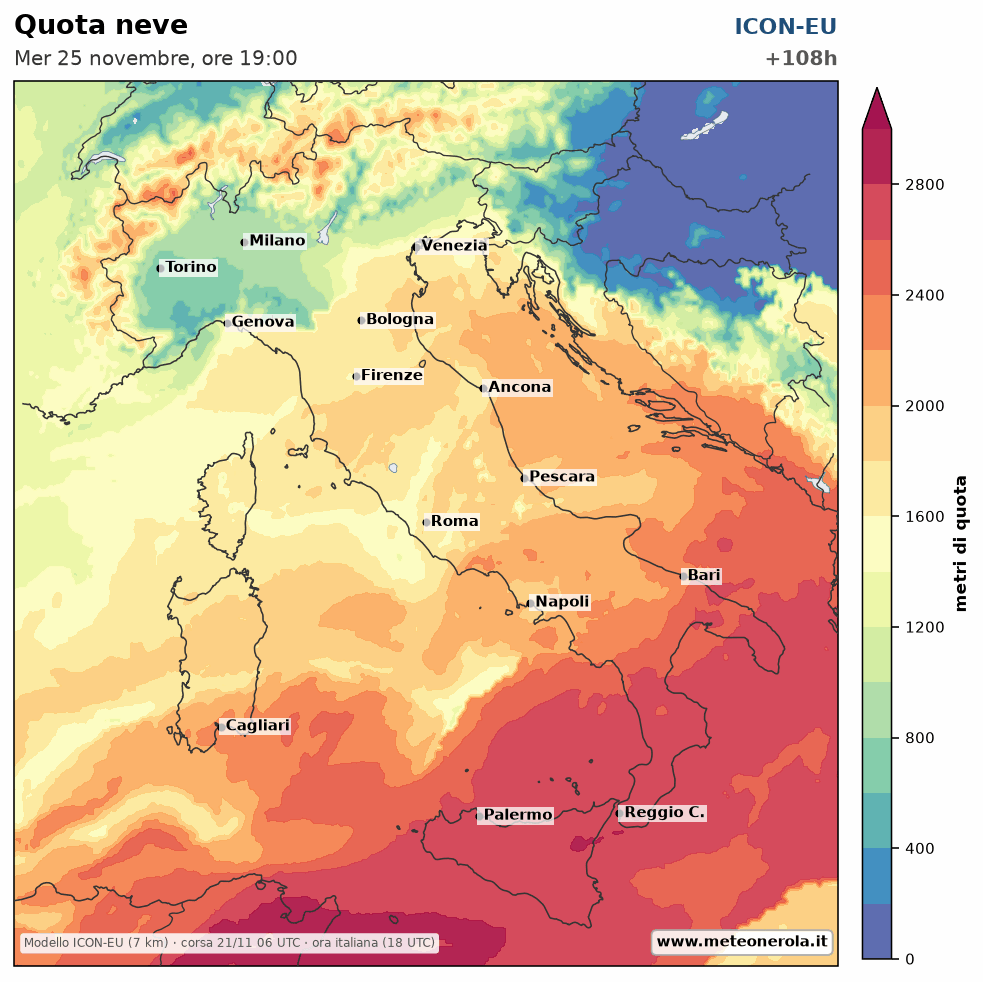 Quota neve
ICON-EU
Mer 25 novembre, ore 19:00
+108h
Milano
Venezia
Torino
Genova
Bologna
Firenze
Ancona
Pescara
Roma
Bari
Napoli
Cagliari
Palermo
Reggio C.
2800
2400
2000
1600
1200
800
400
0
metri di quota
Modello ICON-EU (7 km) · corsa 21/11 06 UTC · ora italiana (18 UTC)
www.meteonerola.it